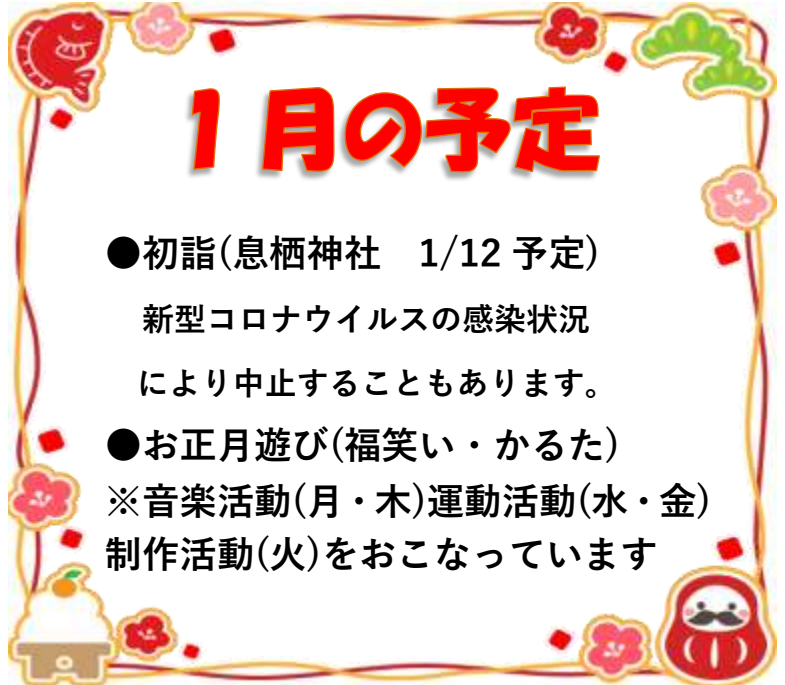 １月の予定
●初詣(息栖神社　1/12 予定)
新型コロナウイルスの感染状況
により中止することもあります。
●お正月遊び(福笑い・かるた)
※音楽活動(月・木)運動活動(水・金)
制作活動(火)をおこなっています